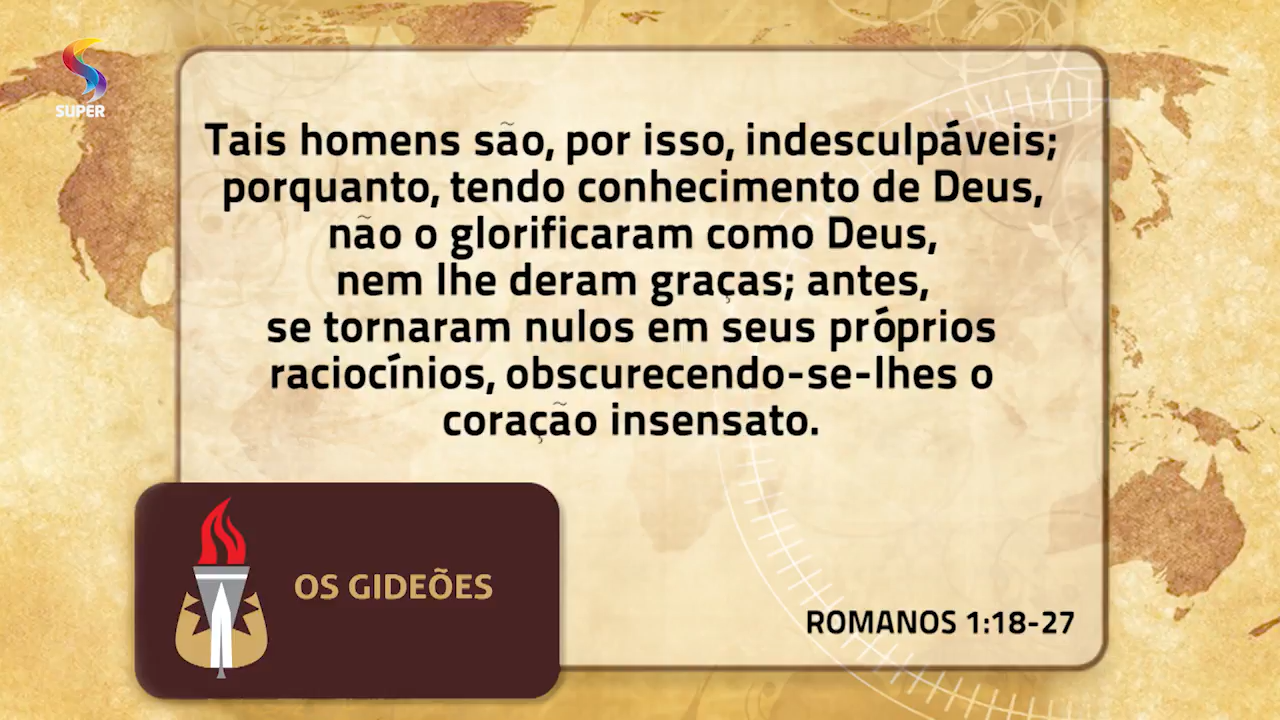 SUPER
Tais homens são, por isso, indesculpáveis;
porquanto, tendo conhecimento de Deus,
não o glorificaram como Deus,
nem lhe deram graças; antes,
se tornaram nulos em seus próprios
raciocínios, obscurecendo-se-lhes o
coração insensato.
OS GIDEÕES
ROMANOS 1:18-27